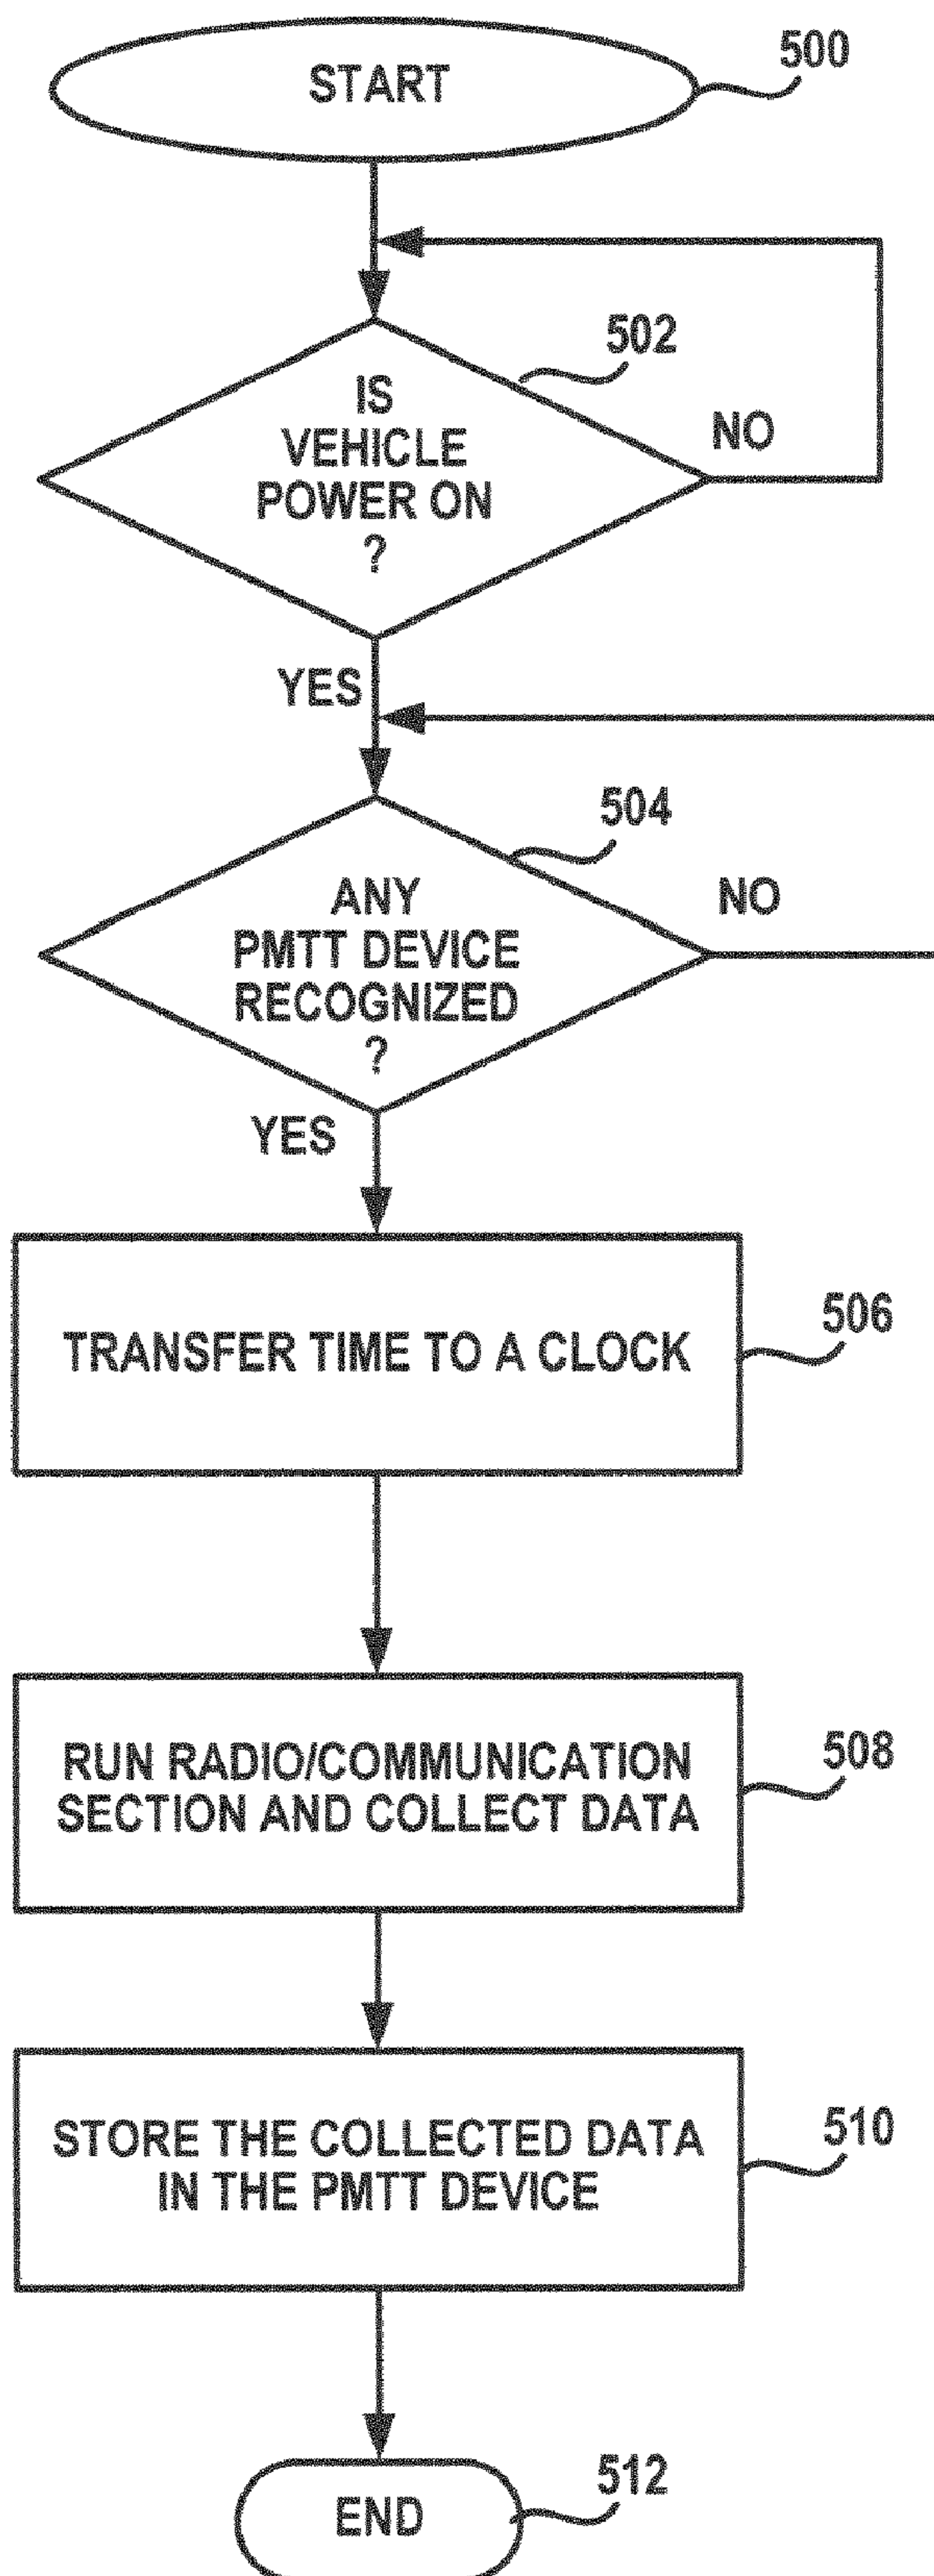 START
500
502
IS
VEHICLE
POWER ON
?
NO
YES
504
ANY
PMTT DEVICE
RECOGNIZED
?
NO
YES
TRANSFER TIME TO A CLOCK
506
RUN RADIO/COMMUNICATION
SECTION AND COLLECT DATA
508
STORE THE COLLECTED DATA
IN THE PMTT DEVICE
510
END
512